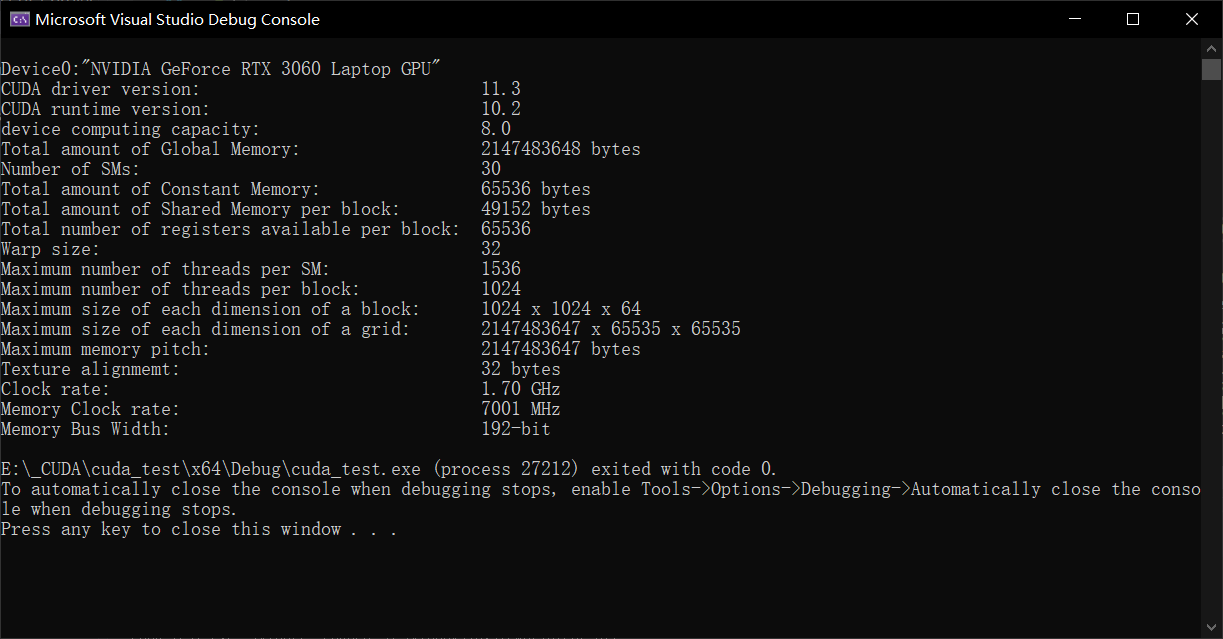 Microsoft Visual Studio Debug Console
Device0:"NVIDIA GeForce RTX 3060 Laptop GPU"
CUDA driver version: 11.3
CUDA runtime version: 10.2
device computing capacity: 8.0
Total amount of Global Memory: 2147483648 bytes
Number of SMs: 30
Total amount of Constant Memory: 65536 bytes
Total amount of Shared Memory per block: 49152 bytes
Total number of registers available per block: 65536
Warp size: 32
Maximum number of threads per SM: 1536
Maximum number of threads per block: 1024
Maximum size of each dimension of a block: 1024 x 1024 x 64
Maximum size of each dimension of a grid: 2147483647 x 65535 x 65535
Maximum memory pitch: 2147483647 bytes
Texture alignmemt: 32 bytes
Clock rate: 1.70 GHz
Memory Clock rate: 7001 MHz
Memory Bus Width: 192-bit
E:\_CUDA\cuda_test\x64\Debug\cuda_test.exe (process 27212) exited with code 0.
To automatically close the console when debugging stops, enable Tools->Options->Debugging->Automatically close the conso
le when debugging stops.
Press any key to close this window . . .